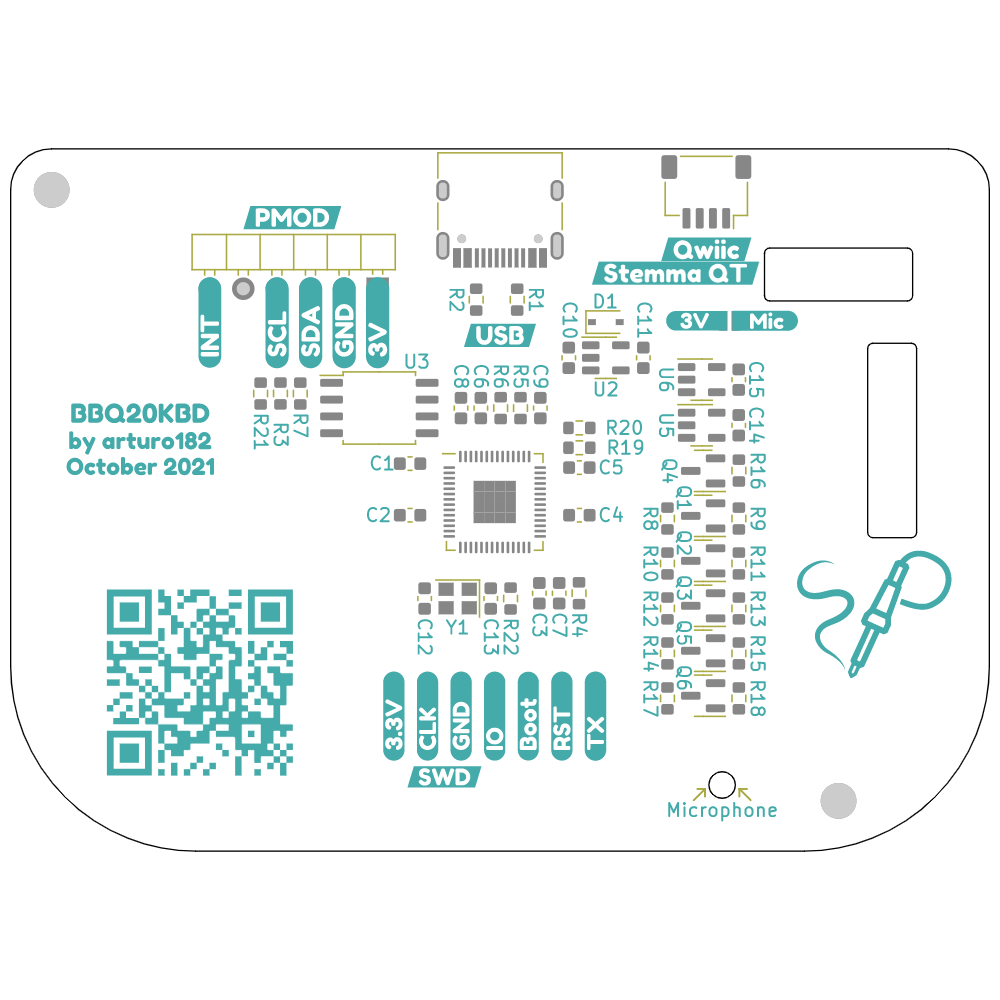 PMOD
INT
SCL
SDA
GND
3V
Qwiic
Stemma QT
3V
Mic
R2
R1
USB
C10
D1
C11
U2
U3
C8
C6
R6
R5
C9
U6
C15
U5
C14
R21
R3
R7
BBQ20KBD
by arturo182
October 2021
R20
R19
C1
C5
C2
C4
Q4
R16
Q1
R8
R9
Q2
R10
R11
Q3
R12
R13
Q5
R14
R15
Q6
R17
R18
C12
Y1
C13
R22
C3
C7
R4
3.3V
CLK
GND
IO
Boot
RST
TX
SWD
Microphone